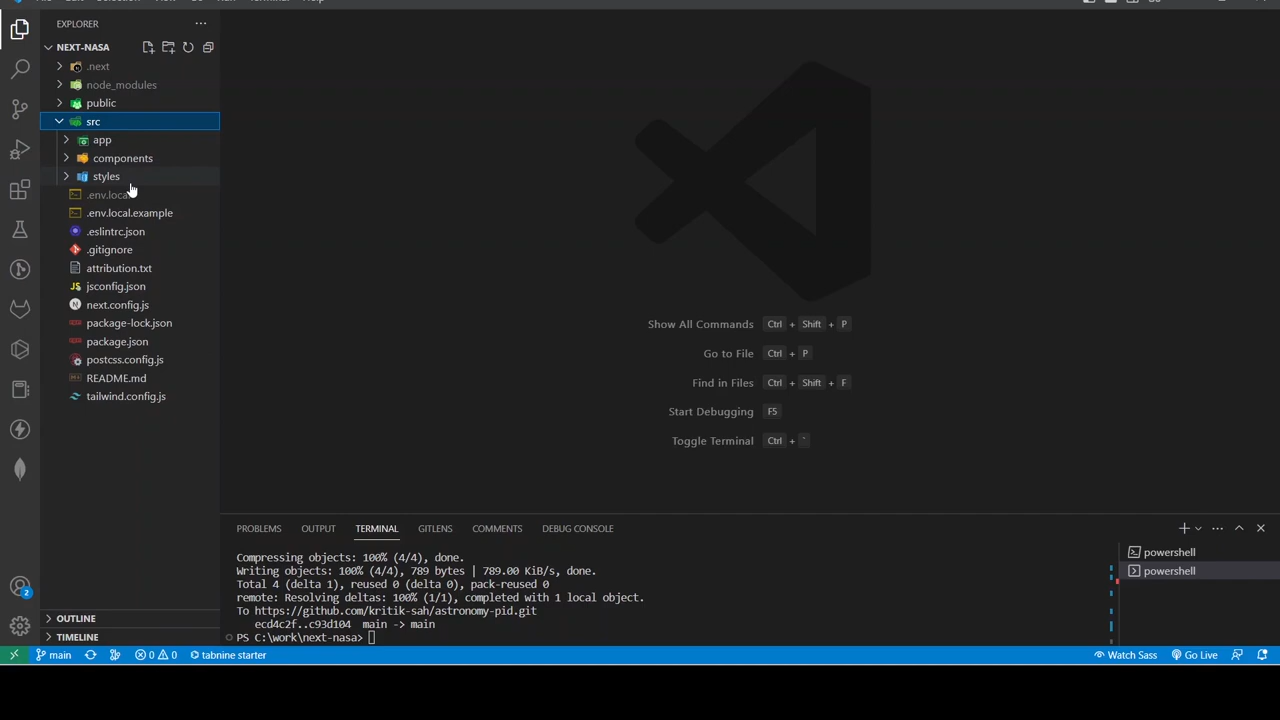 EXPLORER
NEXT-NASA
.next
node_modules
public
src
app
components
styles
.env.loca
.env.local.example
.eslintrc.json
.gitignore
attribution.txt
JS jsconfig.json
N next.config.js
package-lock.json
package.json
postcss.config.js
README.md
tailwind.config.js
OUTLINE
TIMELINE
2
Show All Commands Ctrl + Shift + P
Go to File Ctrl + P
Find in Files Ctrl + Shift + F
Start Debugging F5
Toggle Terminal Ctrl + `
PROBLEMS OUTPUT TERMINAL GITLENS COMMENTS DEBUG CONSOLE
Compressing objects: 100% (4/4), done.
Writing objects: 100% (4/4), 789 bytes | 789.00 KiB/s, done.
Total 4 (delta 1), reused 0 (delta 0), pack-reused 0
remote: Resolving deltas: 100% (1/1), completed with 1 local object.
To https://github.com/kritik-sah/astronomy-pid.git
ecd4c2f..c93d104 main -> main
PS C:\work\next-nasa>
powershell
powershell
main 0 0 tabnine starter Watch Sass Go Live